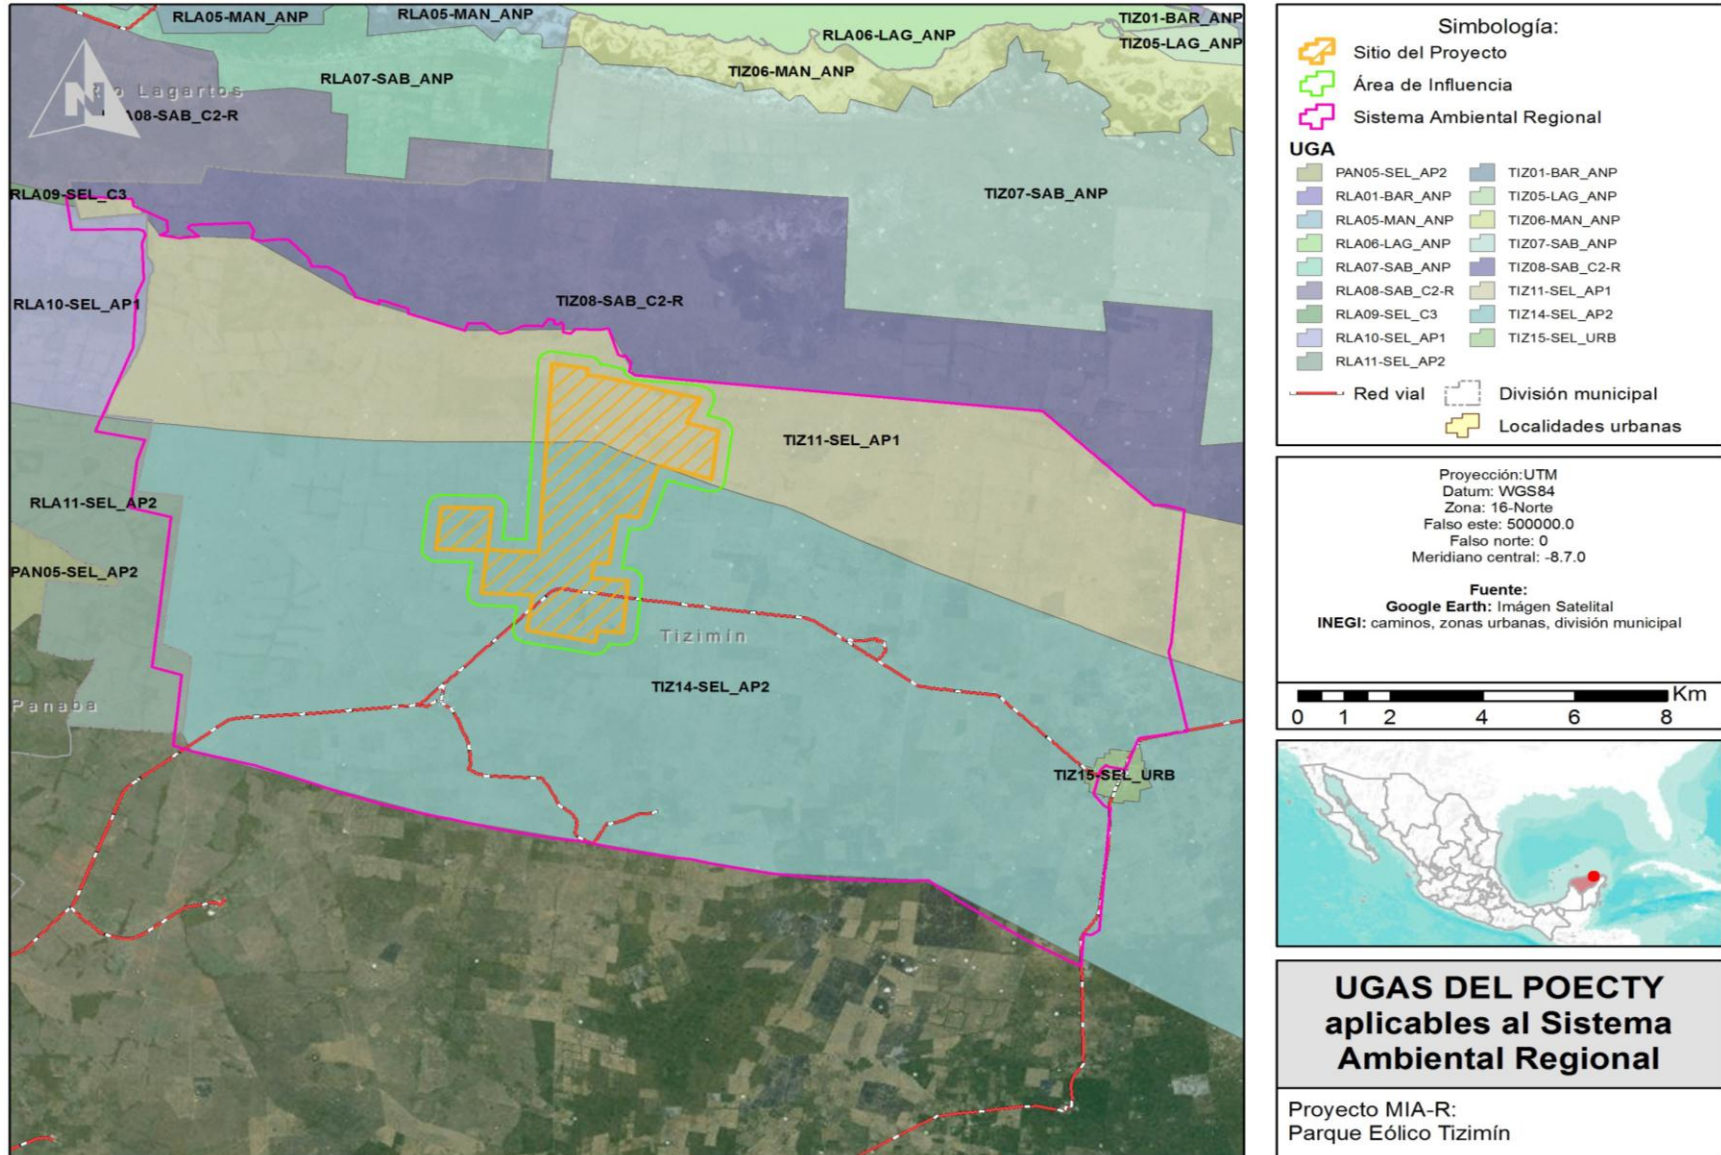 RLA05-MAN_ANP
RLA05-MAN_ANP
RLA06-LAG_ANP
TIZ01-BAR_ANP
TIZ05-LAG_ANP
RLA07-SAB_ANP
TIZ06-MAN_ANP
N
Lagartos
A08-SAB_C2-R
RLA09-SEL_C3
TIZ07-SAB_ANP
RLA10-SEL_AP1
TIZ08-SAB_C2-R
TIZ11-SEL_AP1
RLA11-SEL_AP2
PAN05-SEL_AP2
Tizimín
TIZ14-SEL_AP2
Panaba
TIZ15-SEL_URB
Simbología:
Sitio del Proyecto
Área de Influencia
Sistema Ambiental Regional
UGA
PAN05-SEL_AP2
RLA01-BAR_ANP
RLA05-MAN_ANP
RLA06-LAG_ANP
RLA07-SAB_ANP
RLA08-SAB_C2-R
RLA09-SEL_C3
RLA10-SEL_AP1
RLA11-SEL_AP2
TIZ01-BAR_ANP
TIZ05-LAG_ANP
TIZ06-MAN_ANP
TIZ07-SAB_ANP
TIZ08-SAB_C2-R
TIZ11-SEL_AP1
TIZ14-SEL_AP2
TIZ15-SEL_URB
Red vial
División municipal
Localidades urbanas
Proyección:UTM
Datum: WGS84
Zona: 16-Norte
Falso este: 500000.0
Falso norte: 0
Meridiano central: -8.7.0
Fuente:
Google Earth: Imágen Satelital
INEGI: caminos, zonas urbanas, división municipal
Km
0 1 2 4 6 8
UGAS DEL POECTY
aplicables al Sistema
Ambiental Regional
Proyecto MIA-R:
Parque Eólico Tizimín